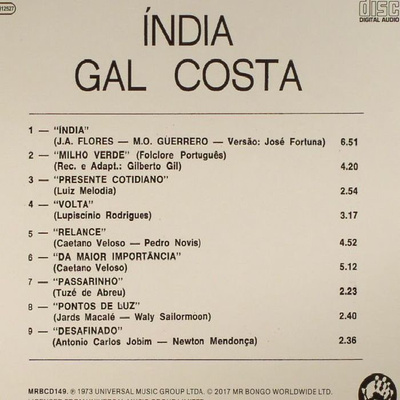 12527
disc
DIGITAL AUDIO
ÍNDIA
GAL COSTA
1 — "ÍNDIA"
(J.A. FLORES — M.O. GUERRERO — Versão: José Fortuna) 6.51
2 — "MILHO VERDE" (Folclore Português)
(Rec. e Adapt.: Gilberto Gil) 4.20
3 — "PRESENTE COTIDIANO"
(Luiz Melodia) 2.54
4 — "VOLTA"
(Lupiscinio Rodrigues) 3.17
5 — "RELANCE"
(Caetano Veloso — Pedro Novis) 4.52
6 — "DA MAIOR IMPORTÂNCIA"
(Caetano Veloso) 5.12
7 — "PASSARINHO"
(Tuzé de Abreu) 2.23
8 — "PONTOS DE LUZ"
(Jards Macalé — Waly Sailormoon) 2.40
9 — "DESAFINADO"
(Antonio Carlos Jobim — Newton Mendonça) 2.36
MRBCD149. ℗ 1973 UNIVERSAL MUSIC GROUP LTDA. © 2017 MR BONGO WORLDWIDE LTD.